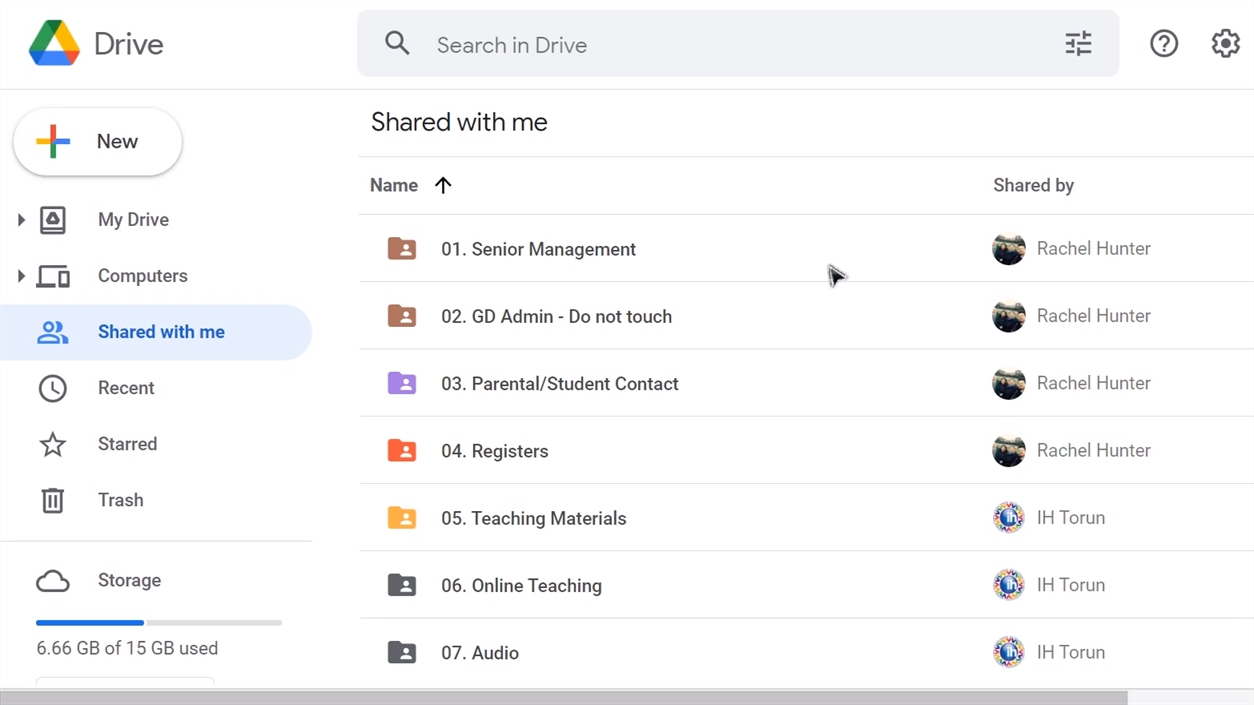 Drive
Search in Drive
New
My Drive
Computers
Shared with me
Recent
Starred
Trash
Storage
6.66 GB of 15 GB used
Shared with me
Name Shared by
01. Senior Management Rachel Hunter
02. GD Admin - Do not touch Rachel Hunter
03. Parental/Student Contact Rachel Hunter
04. Registers Rachel Hunter
05. Teaching Materials ih IH Torun
06. Online Teaching ih IH Torun
07. Audio ih IH Torun